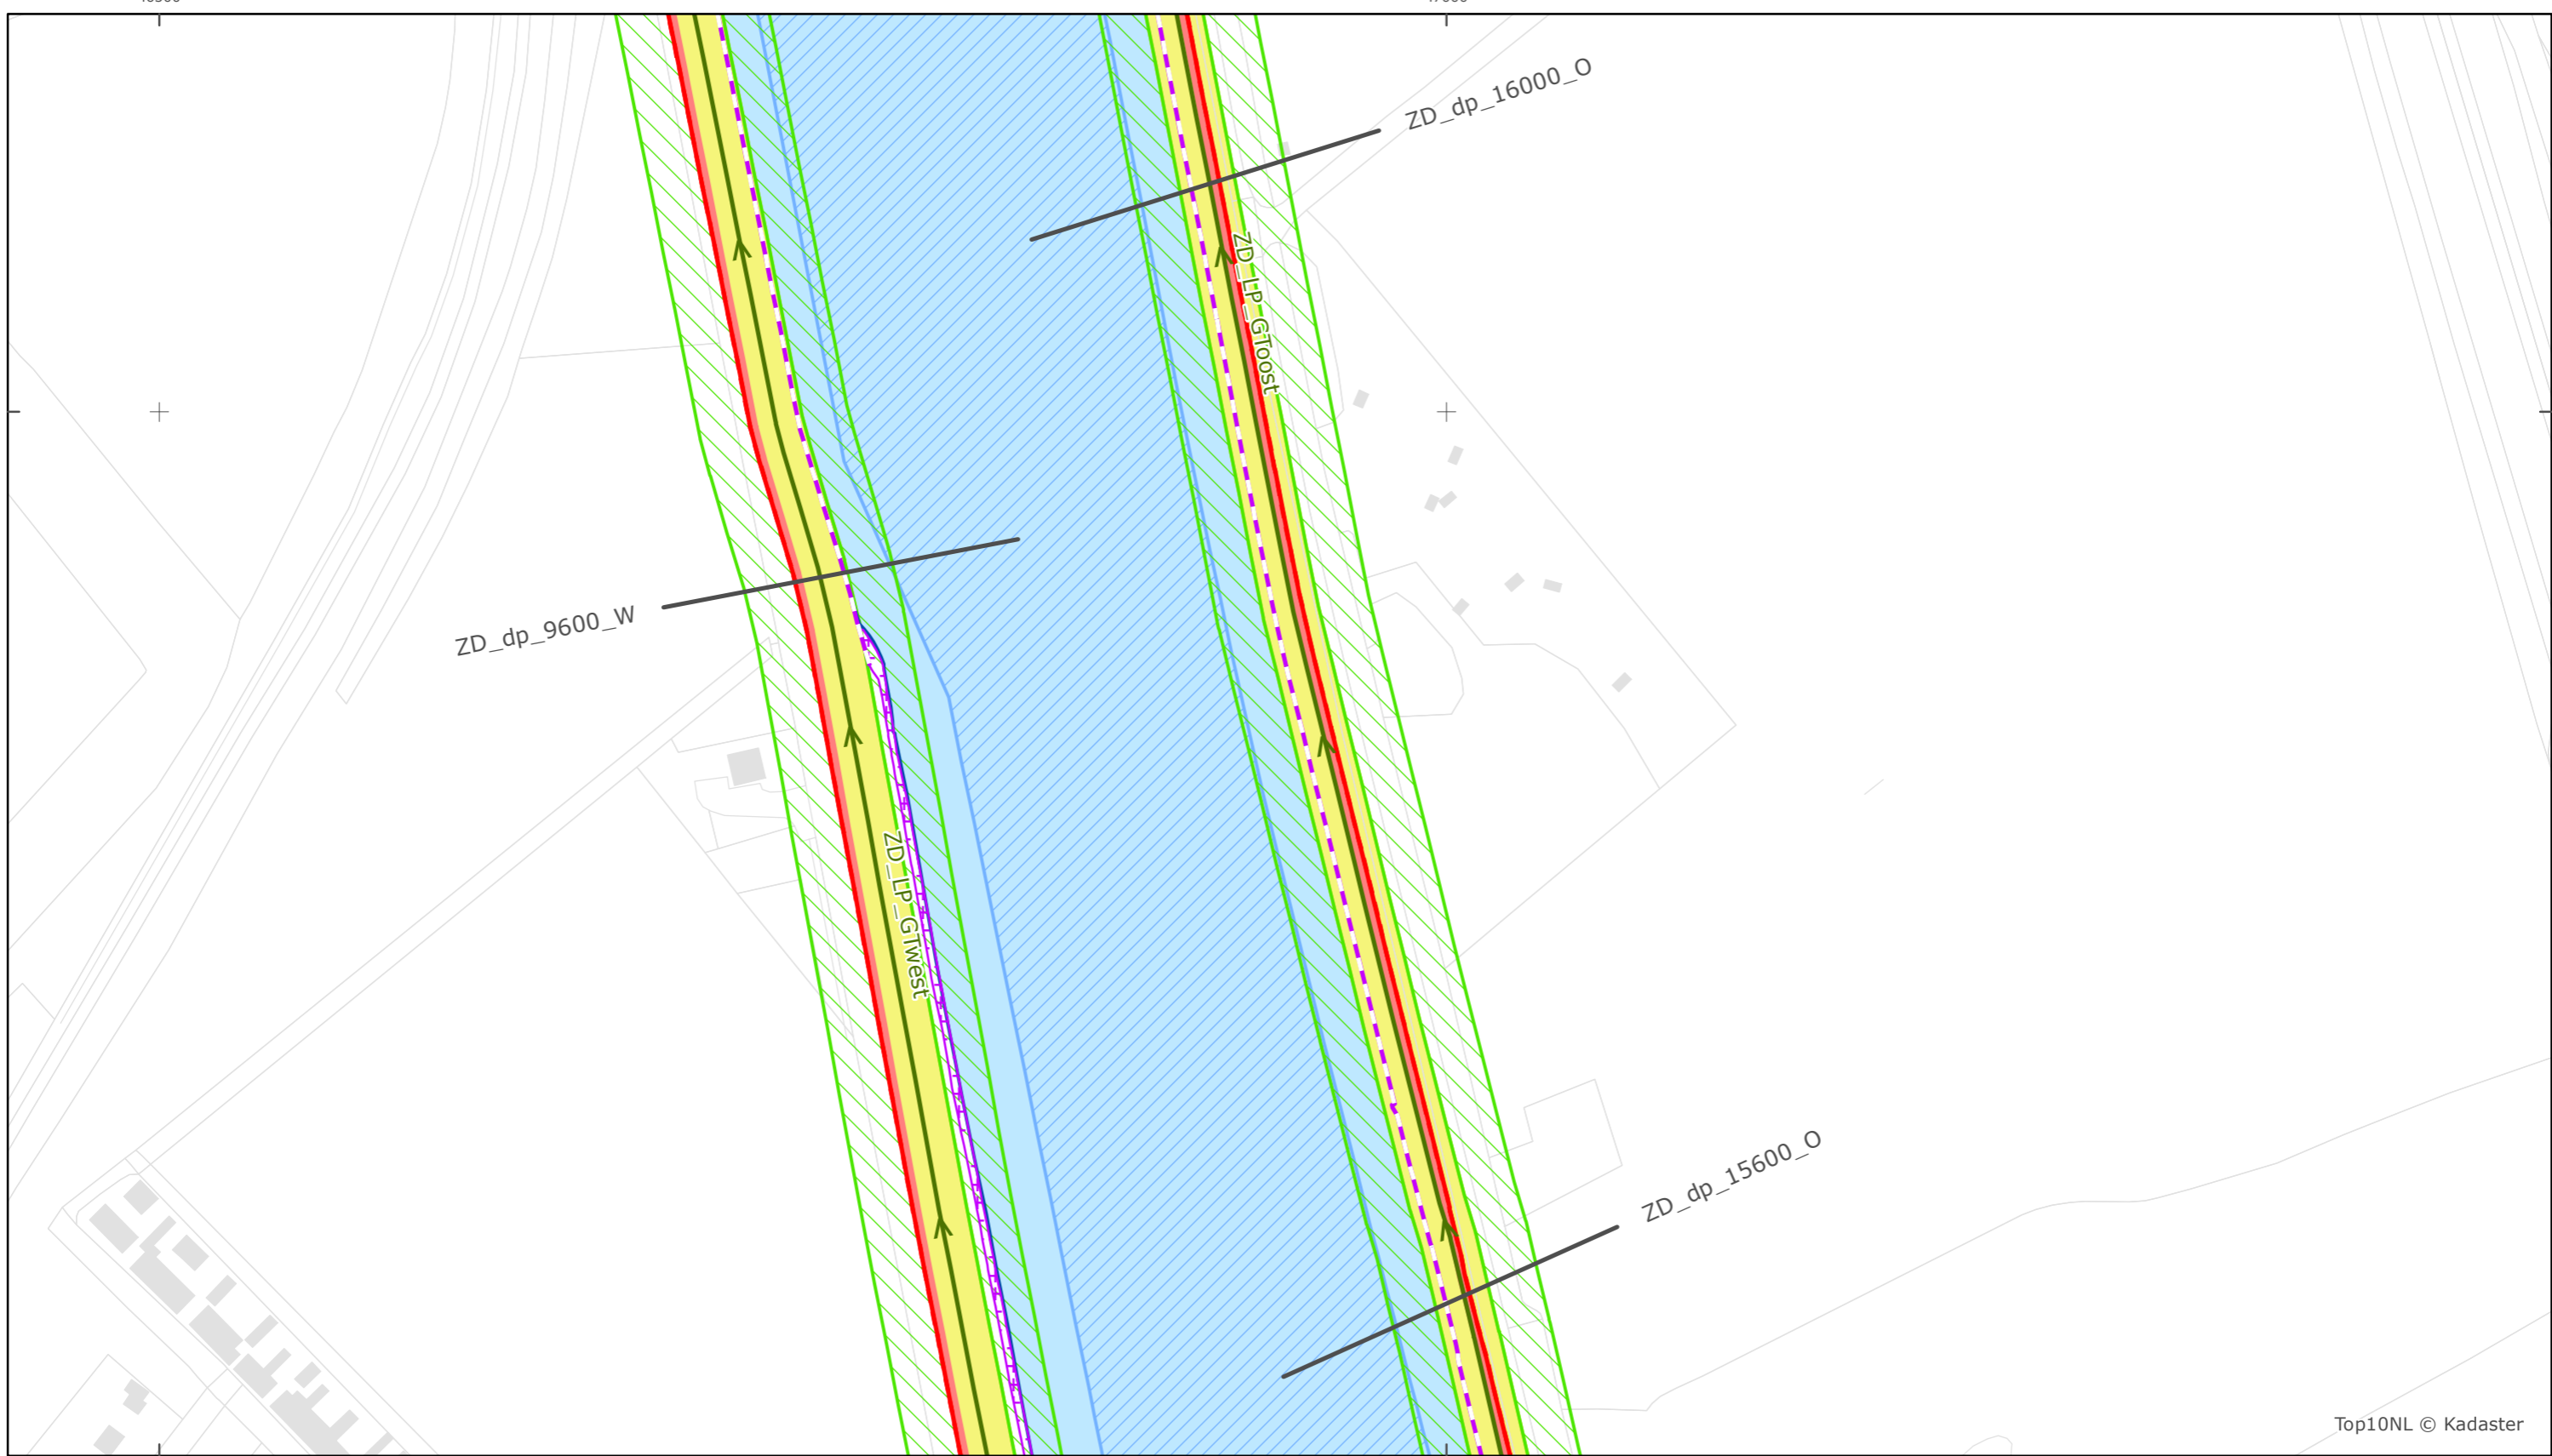 ZD_dp_16000_O
ZD_LP_GToost
ZD_dp_9600_W
ZD_LP_GTwest
ZD_dp_15600_O
Top10NL © Kadaster